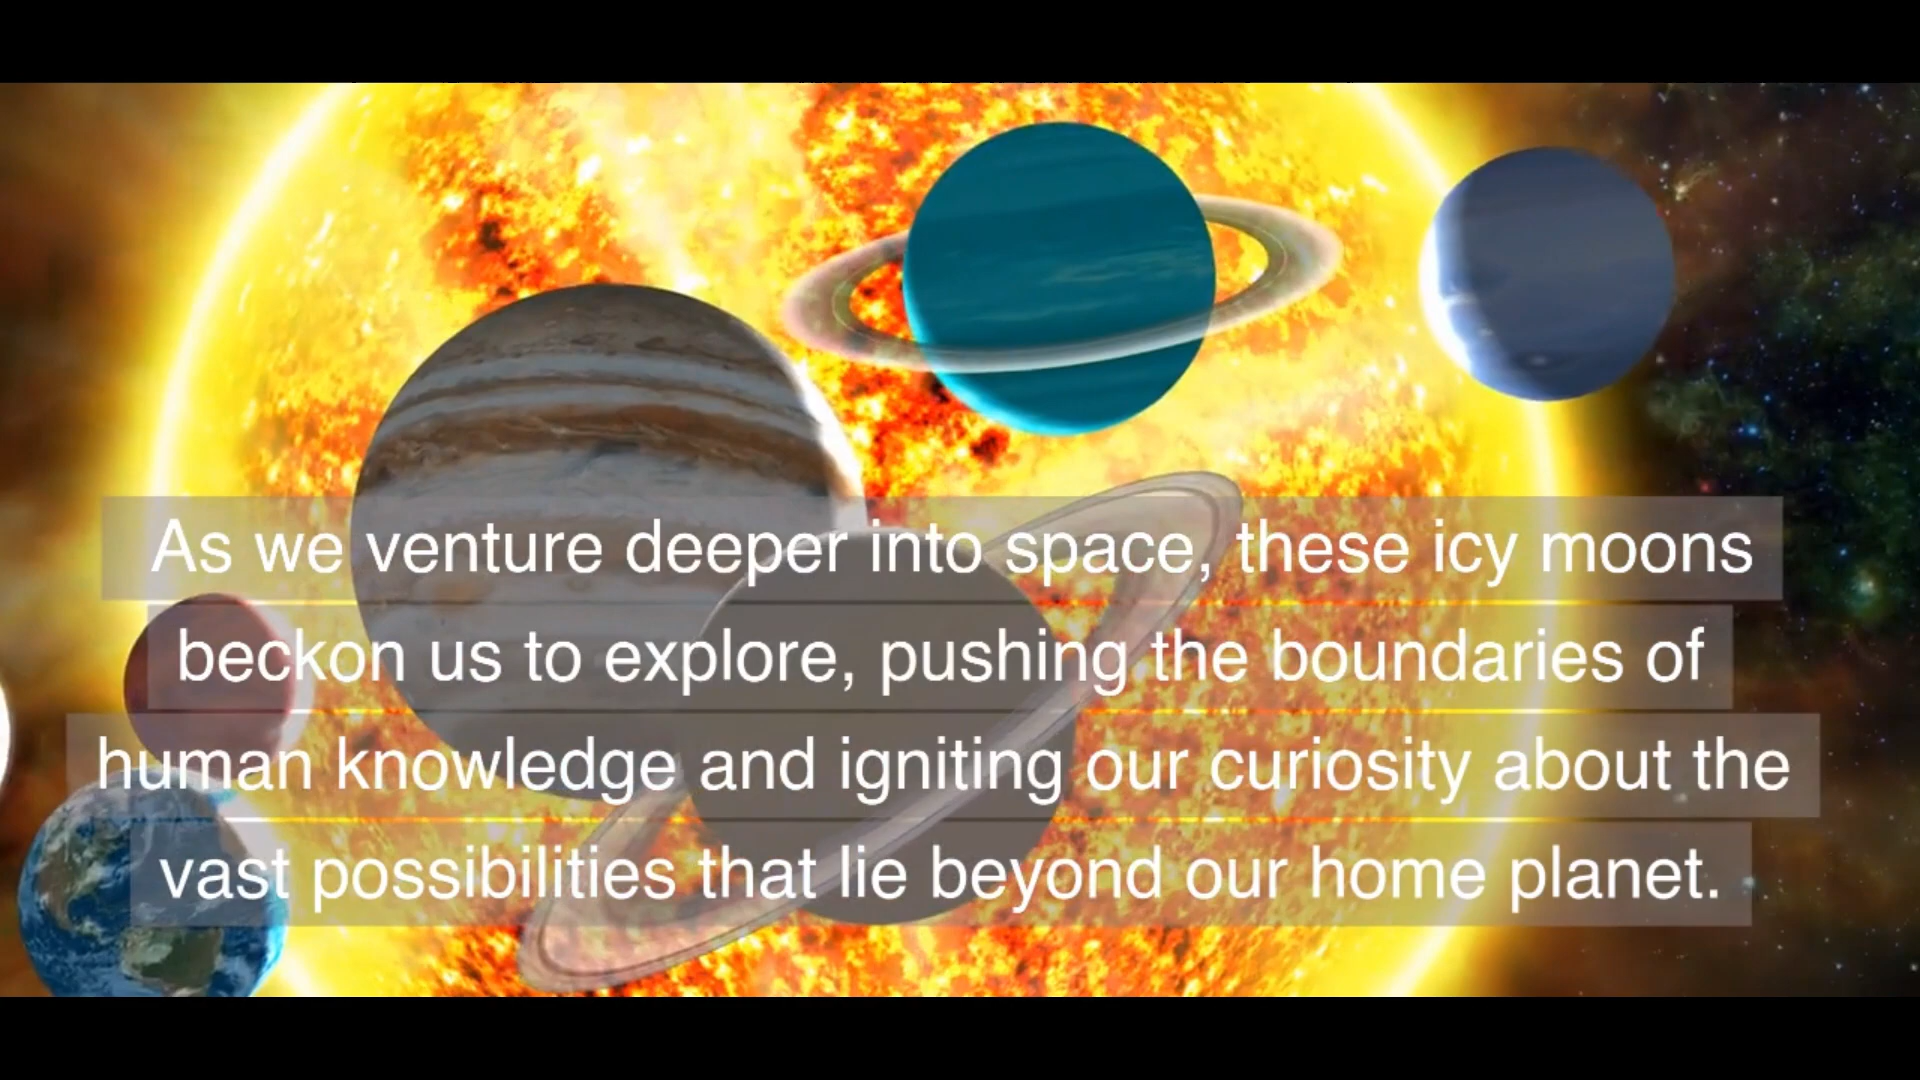 As we venture deeper into space, these icy moons
beckon us to explore, pushing the boundaries of
human knowledge and igniting our curiosity about the
vast possibilities that lie beyond our home planet.